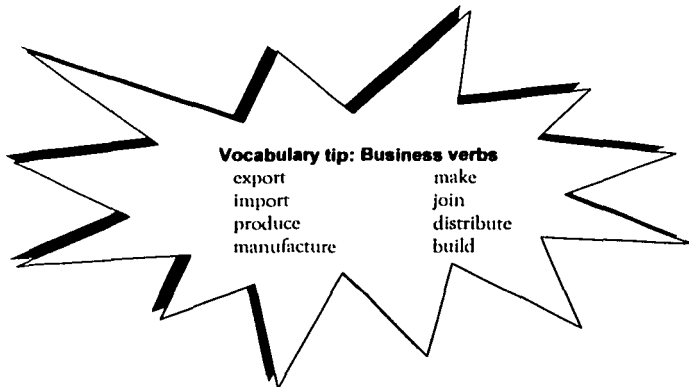 Vocabulary tip: Business verbs
export make
import join
produce distribute
manufacture build